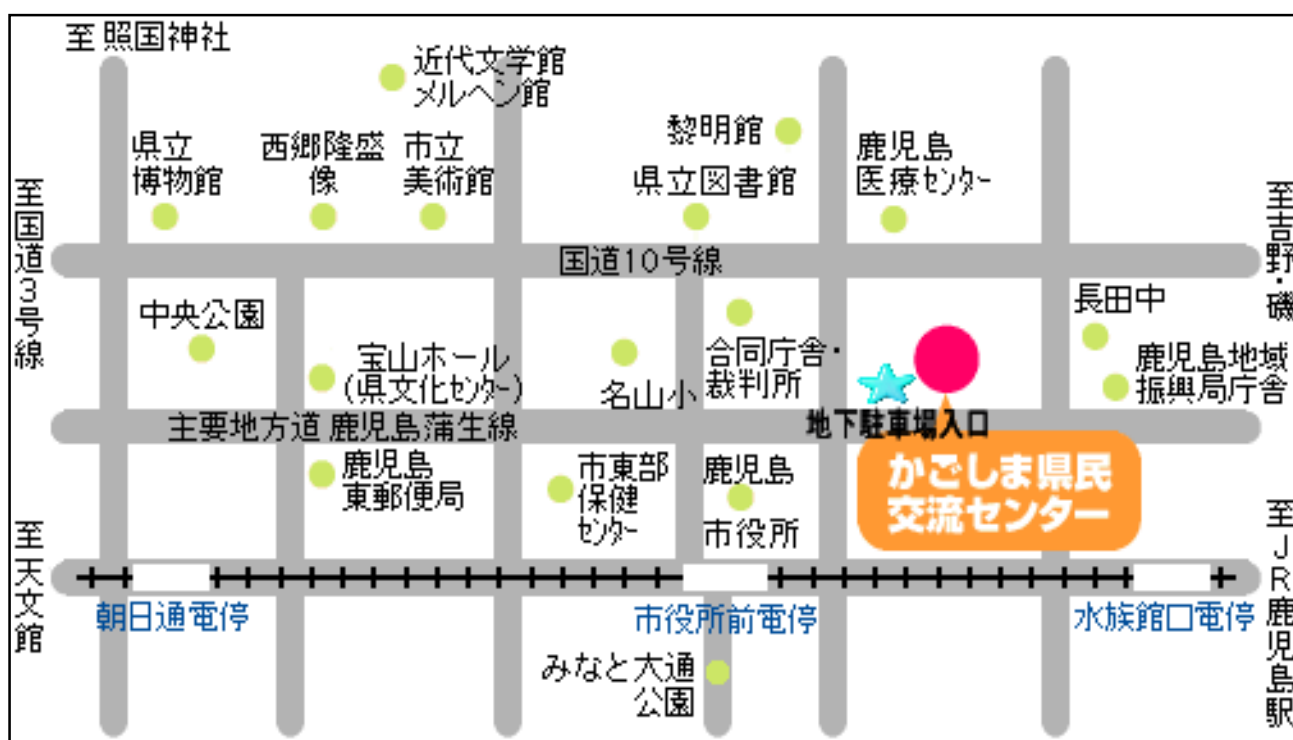 至 照国神社
近代文学館
メルヘン館
県立
博物館
西郷隆盛
像
市立
美術館
黎明館
県立図書館
鹿児島
医療センター
至国道3号線
至吉野・磯
国道10号線
中央公園
宝山ホール
(県文化センター)
名山小
合同庁舎・
裁判所
長田中
鹿児島地域
振興局庁舎
地下駐車場入口
主要地方道 鹿児島蒲生線
かごしま県民
交流センター
鹿児島
東郵便局
市東部
保健
センター
鹿児島
市役所
至天文館
至JR鹿児島駅
朝日通電停
市役所前電停
水族館口電停
みなと大通
公園